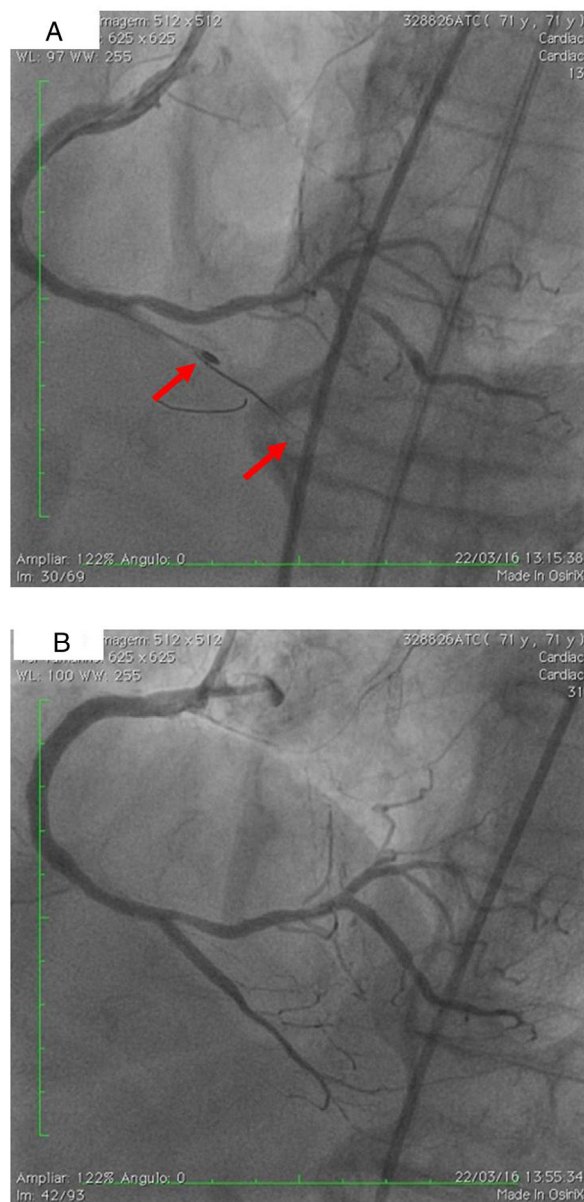 A
imagem: 512 x 512
625 x 625
WL: 97 WW: 255
328826ATC ( 71 y, 71 y)
Cardiac
Cardiac
13
Ampliar: 122% Angulo: 0
Im: 30/69
22/03/16 13:15:38
Made In OsiriX
B
imagem: 512 x 512
625 x 625
WL: 100 WW: 255
328826ATC ( 71 y, 71 y)
Cardiac
Cardiac
31
Ampliar: 122% Angulo: 0
Im: 42/93
22/03/16 13:55:34
Made In OsiriX